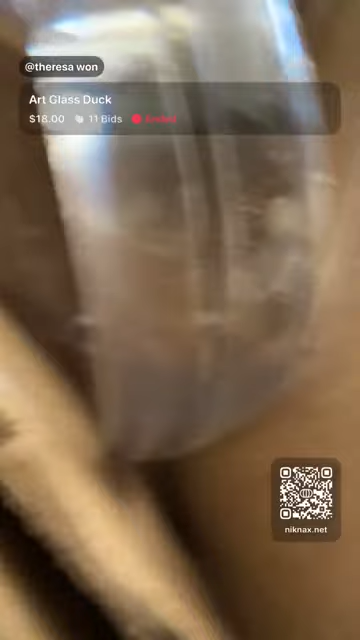 @theresa won
Art Glass Duck
$18.00 11 Bids
niknax.net